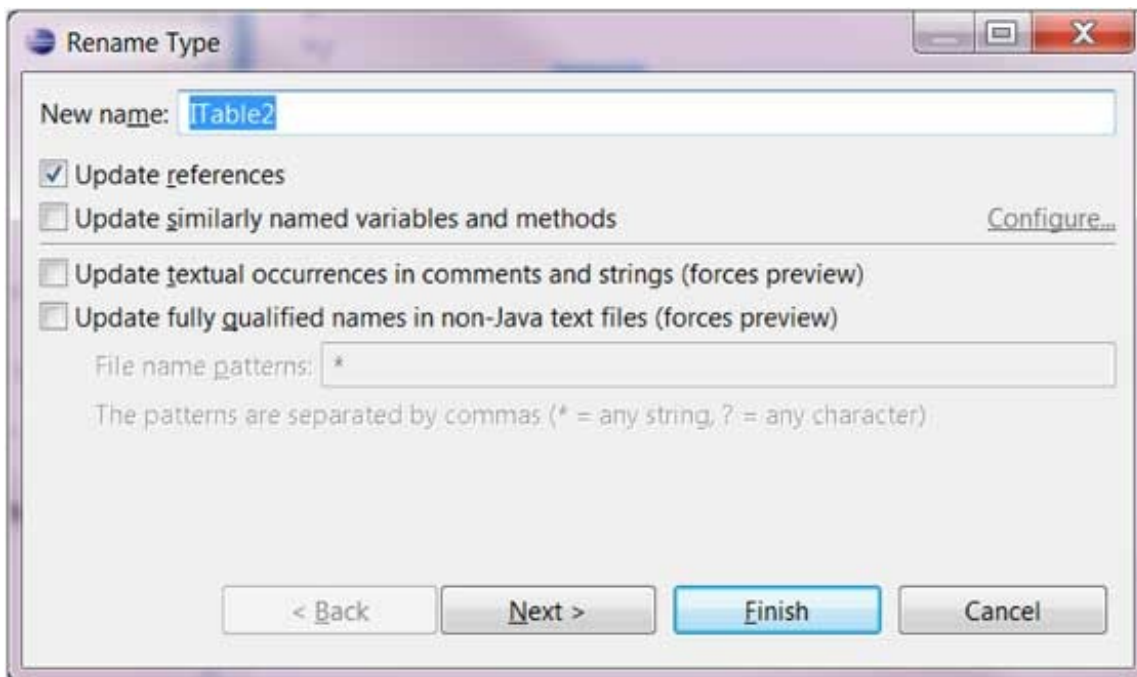 Rename Type
New name: ITable2
Update references
Update similarly named variables and methods Configure...
Update textual occurrences in comments and strings (forces preview)
Update fully qualified names in non-Java text files (forces preview)
File name patterns: *
The patterns are separated by commas (* = any string, ? = any character)
< Back Next > Finish Cancel